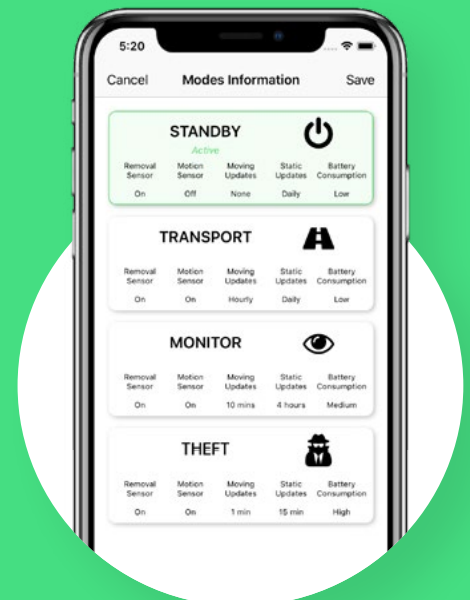 5:20
Cancel Modes Information Save
STANDBY
Active
Removal Sensor Motion Sensor Moving Updates Static Updates Battery Consumption
On Off None Daily Low
TRANSPORT
Removal Sensor Motion Sensor Moving Updates Static Updates Battery Consumption
On On Hourly Daily Low
MONITOR
Removal Sensor Motion Sensor Moving Updates Static Updates Battery Consumption
On On 10 mins 4 hours Medium
THEFT
Removal Sensor Motion Sensor Moving Updates Static Updates Battery Consumption
On On 1 min 15 min High